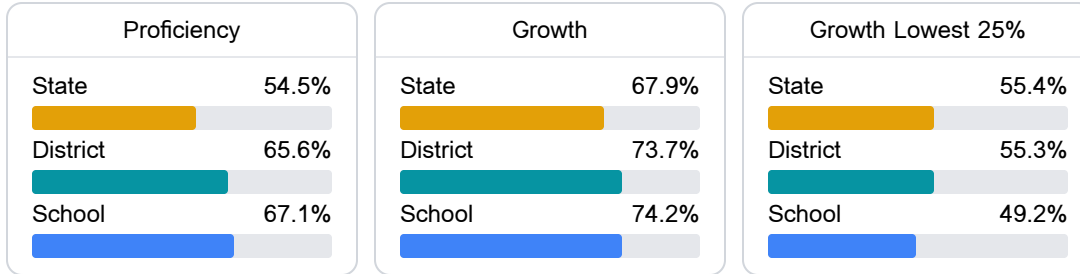 Proficiency
State 54.5%
District 65.6%
School 67.1%
Growth
State 67.9%
District 73.7%
School 74.2%
Growth Lowest 25%
State 55.4%
District 55.3%
School 49.2%